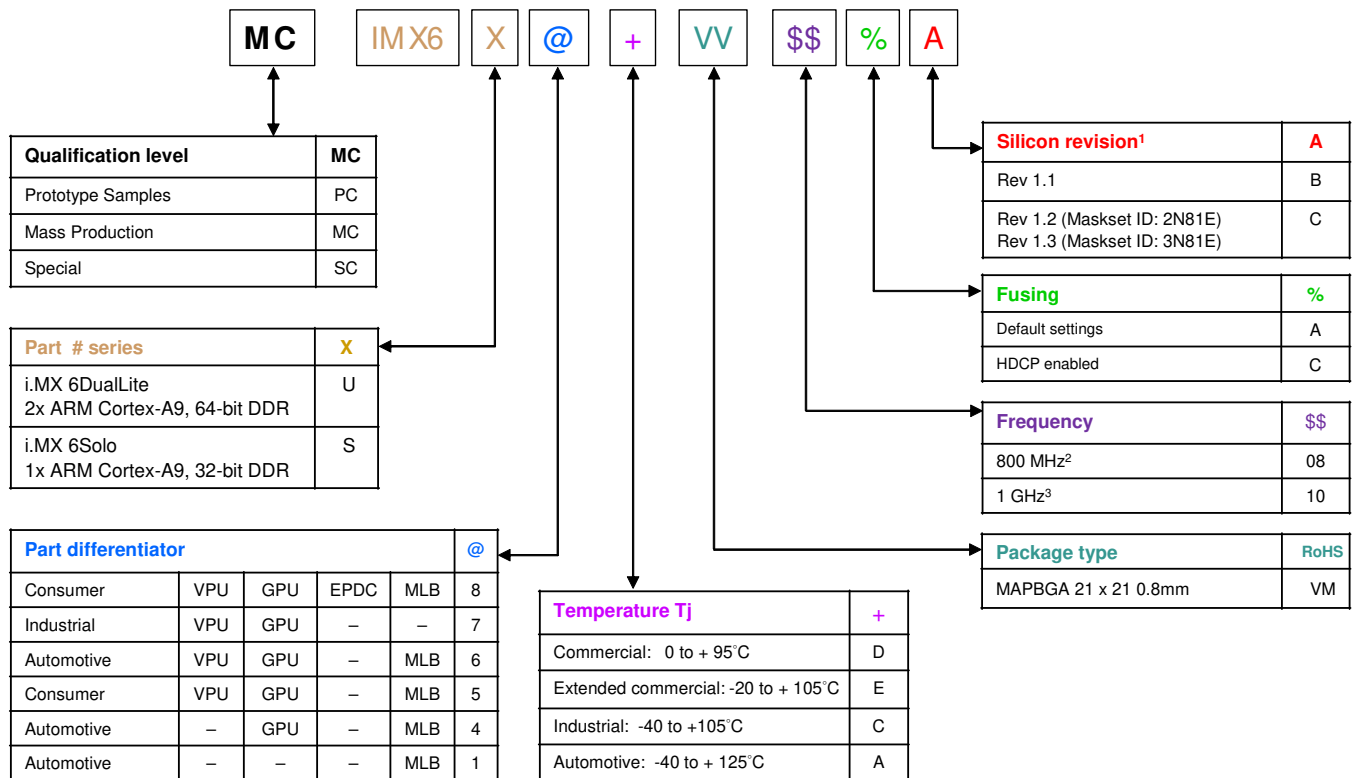 MC IMX6 X @ + VV $$ % A
Qualification level MC
Prototype Samples PC
Mass Production MC
Special SC
Part # series X
i.MX 6DualLite U
2x ARM Cortex-A9, 64-bit DDR
i.MX 6Solo S
1x ARM Cortex-A9, 32-bit DDR
Part differentiator @
Consumer VPU GPU EPDC MLB 8
Industrial VPU GPU – – 7
Automotive VPU GPU – MLB 6
Consumer VPU GPU – MLB 5
Automotive – GPU – MLB 4
Automotive – – – MLB 1
Temperature Tj +
Commercial: 0 to + 95°C D
Extended commercial: -20 to + 105°C E
Industrial: -40 to +105°C C
Automotive: -40 to + 125°C A
Silicon revision¹ A
Rev 1.1 B
Rev 1.2 (Maskset ID: 2N81E) C
Rev 1.3 (Maskset ID: 3N81E)
Fusing %
Default settings A
HDCP enabled C
Frequency $$
800 MHz² 08
1 GHz³ 10
Package type RoHS
MAPBGA 21 x 21 0.8mm VM